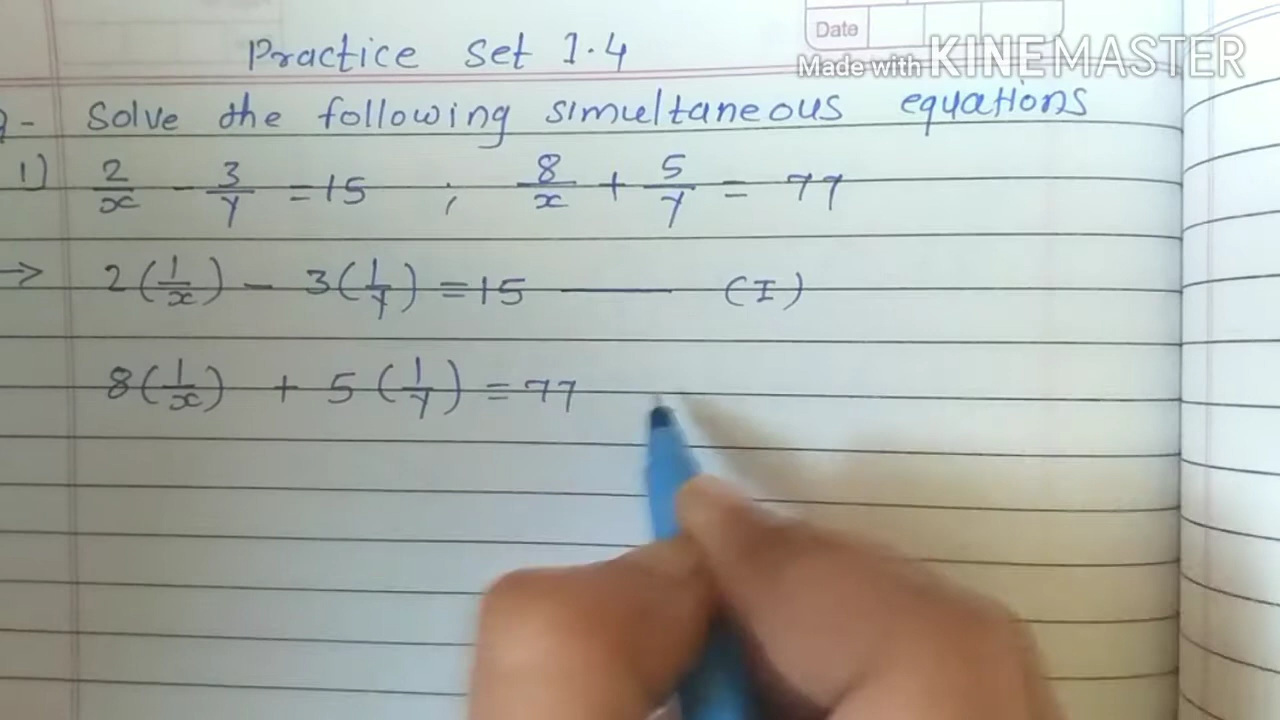 Date
Made with KINEMASTER
Practice Set 1.4
Solve the following simultaneous equations
1) 2/x - 3/y = 15 ; 8/x + 5/y = 77
→ 2(1/x) - 3(1/y) = 15 —— (I)
8(1/x) + 5(1/y) = 77